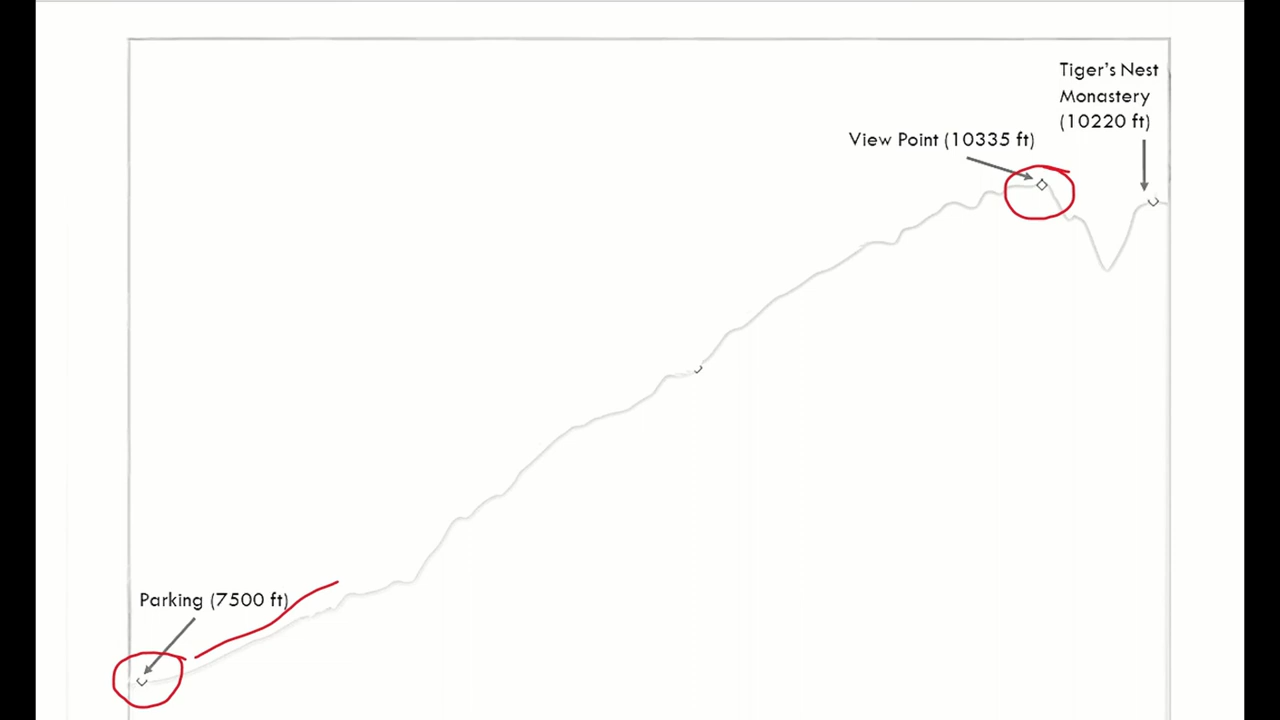 Tiger's Nest
Monastery
(10220 ft)
View Point (10335 ft)
Parking (7500 ft)